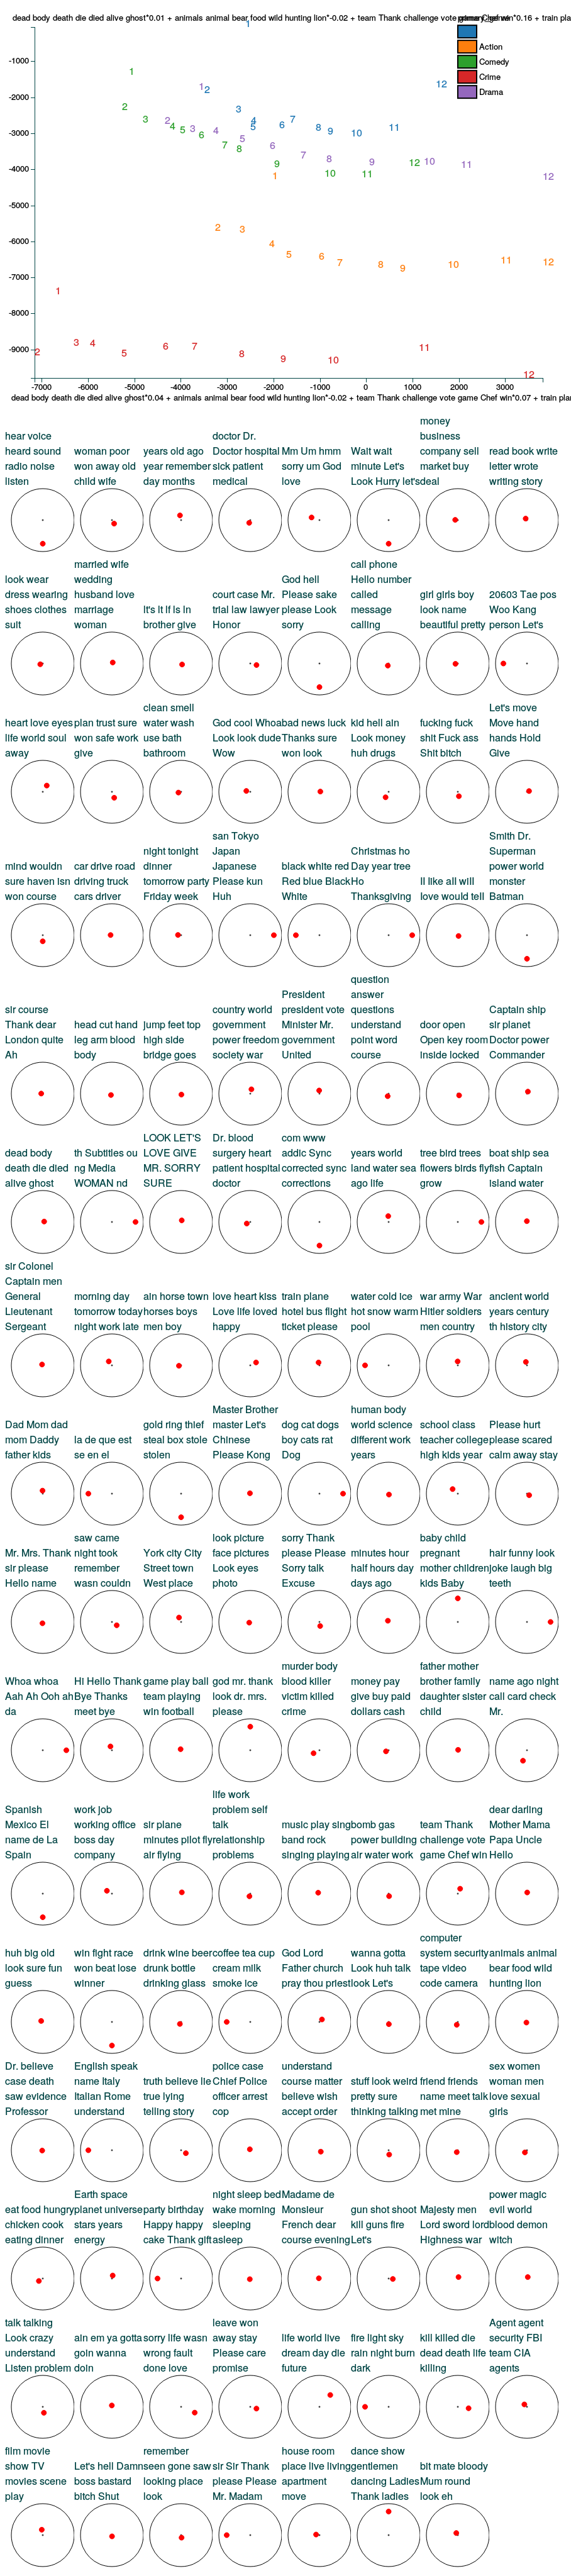 dead body death die died alive ghost*0.01 + animals animal bear food wild hunting lion*-0.02 + team Thank challenge vote game Chef win*0.16 + train pla
primary_genre
Action
Comedy
Crime
Drama
-1000
-2000
-3000
-4000
-5000
-6000
-7000
-8000
-9000
-7000 -6000 -5000 -4000 -3000 -2000 -1000 0 1000 2000 3000
dead body death die died alive ghost*0.04 + animals animal bear food wild hunting lion*-0.02 + team Thank challenge vote game Chef win*0.07 + train pla
hear voice
heard sound
radio noise
listen
woman poor
won away old
child wife
years old ago
year remember
day months
doctor Dr.
Doctor hospital
sick patient
medical
Mm Um hmm
sorry um God
love
Wait wait
minute Let's
Look Hurry let's
money
business
company sell
market buy
deal
read book write
letter wrote
writing story
look wear
dress wearing
shoes clothes
suit
married wife
wedding
husband love
marriage
woman
It's It if Is In
brother give
court case Mr.
trial law lawyer
Honor
God hell
Please sake
please Look
sorry
call phone
Hello number
called
message
calling
girl girls boy
look name
beautiful pretty
20603 Tae pos
Woo Kang
person Let's
heart love eyes
life world soul
away
plan trust sure
won safe work
give
clean smell
water wash
use bath
bathroom
God cool Whoa
Look look dude
Wow
bad news luck
Thanks sure
won look
kid hell ain
Look money
huh drugs
fucking fuck
shit Fuck ass
Shit bitch
Let's move
Move hand
hands Hold
Give
mind wouldn
sure haven isn
won course
car drive road
driving truck
cars driver
night tonight
dinner
tomorrow party
Friday week
san Tokyo
Japan
Japanese
Please kun
Huh
black white red
Red blue Black
White
Christmas ho
Day year tree
Ho
Thanksgiving
II like all will
love would tell
Smith Dr.
Superman
power world
monster
Batman
sir course
Thank dear
London quite
Ah
head cut hand
leg arm blood
body
jump feet top
high side
bridge goes
country world
government
power freedom
society war
President
president vote
Minister Mr.
government
United
question
answer
questions
understand
point word
course
door open
Open key room
inside locked
Captain ship
sir planet
Doctor power
Commander
dead body
death die died
alive ghost
th Subtitles ou
ng Media
WOMAN nd
LOOK LET'S
LOVE GIVE
MR. SORRY
SURE
Dr. blood
surgery heart
patient hospital
doctor
com www
addic Sync
corrected sync
corrections
years world
land water sea
ago life
tree bird trees
flowers birds fly
grow
boat ship sea
fish Captain
island water
sir Colonel
Captain men
General
Lieutenant
Sergeant
morning day
tomorrow today
night work late
ain horse town
horses boys
men boy
love heart kiss
Love life loved
happy
train plane
hotel bus flight
ticket please
water cold ice
hot snow warm
pool
war army War
Hitler soldiers
men country
ancient world
years century
th history city
Dad Mom dad
mom Daddy
father kids
la de que est
se en el
gold ring thief
steal box stole
stolen
Master Brother
master Let's
Chinese
Please Kong
dog cat dogs
boy cats rat
Dog
human body
world science
different work
years
school class
teacher college
high kids year
Please hurt
please scared
calm away stay
Mr. Mrs. Thank
sir please
Hello name
saw came
night took
remember
wasn couldn
York city City
Street town
West place
look picture
face pictures
Look eyes
photo
sorry Thank
please Please
Sorry talk
Excuse
minutes hour
half hours day
days ago
baby child
pregnant
mother children
kids Baby
hair funny look
joke laugh big
teeth
Whoa whoa
Aah Ah Ooh ah
da
Hi Hello Thank
Bye Thanks
meet bye
game play ball
team playing
win football
god mr. thank
look dr. mrs.
please
murder body
blood killer
victim killed
crime
money pay
give buy paid
dollars cash
father mother
brother family
daughter sister
child
name ago night
call card check
Mr.
Spanish
Mexico El
name de La
Spain
work job
working office
boss day
company
sir plane
minutes pilot fly
air flying
life work
problem self
talk
relationship
problems
music play sing
band rock
singing playing
bomb gas
power building
air water work
team Thank
challenge vote
game Chef win
dear darling
Mother Mama
Papa Uncle
Hello
huh big old
look sure fun
guess
win fight race
won beat lose
winner
drink wine beer
drunk bottle
drinking glass
coffee tea cup
cream milk
smoke ice
God Lord
Father church
pray thou priest
wanna gotta
Look huh talk
look Let's
computer
system security
tape video
code camera
animals animal
bear food wild
hunting lion
Dr. believe
case death
saw evidence
Professor
English speak
name Italy
Italian Rome
understand
truth believe lie
true lying
telling story
police case
Chief Police
officer arrest
cop
understand
course matter
believe wish
accept order
stuff look weird
pretty sure
thinking talking
friend friends
name meet talk
met mine
sex women
woman men
love sexual
girls
eat food hungry
chicken cook
eating dinner
Earth space
planet universe
stars years
energy
party birthday
Happy happy
cake Thank gift
night sleep bed
wake morning
sleeping
asleep
Madame de
Monsieur
French dear
course evening
gun shot shoot
kill guns fire
Let's
Majesty men
Lord sword lord
Highness war
power magic
evil world
blood demon
witch
talk talking
Look crazy
understand
Listen problem
ain em ya gotta
goin wanna
doin
sorry life wasn
wrong fault
done love
leave won
away stay
Please care
promise
life world live
dream day die
future
fire light sky
rain night burn
dark
kill killed die
dead death life
killing
Agent agent
security FBI
team CIA
agents
film movie
show TV
movies scene
play
Let's hell Damn
boss bastard
bitch Shut
remember
seen gone saw
looking place
look
sir Sir Thank
please Please
Mr. Madam
house room
place live living
apartment
move
dance show
gentlemen
dancing Ladies
Thank ladies
bit mate bloody
Mum round
look eh